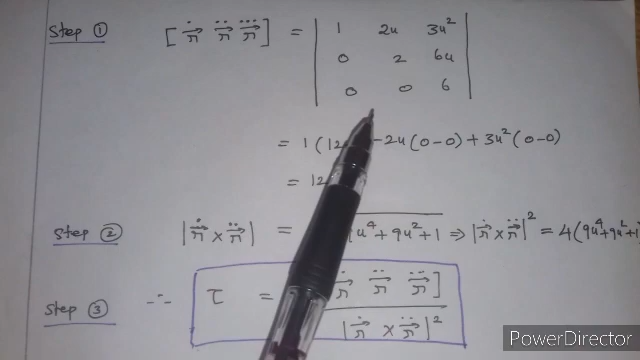 Step ① [ṙ r̈ r⃛] = | 1 2u 3u² |
| 0 2 6u |
| 0 0 6 |
= 1 (12 -2u (0-0) + 3u² (0-0)
= 12
Step ② |ṙ × r̈| = u⁴ + 9u² + 1 ⇒ |ṙ × r̈|² = 4(9u⁴+9u²+1
Step ③ ∴ τ = ṙ r̈ r⃛]
|ṙ × r̈|²
PowerDirector